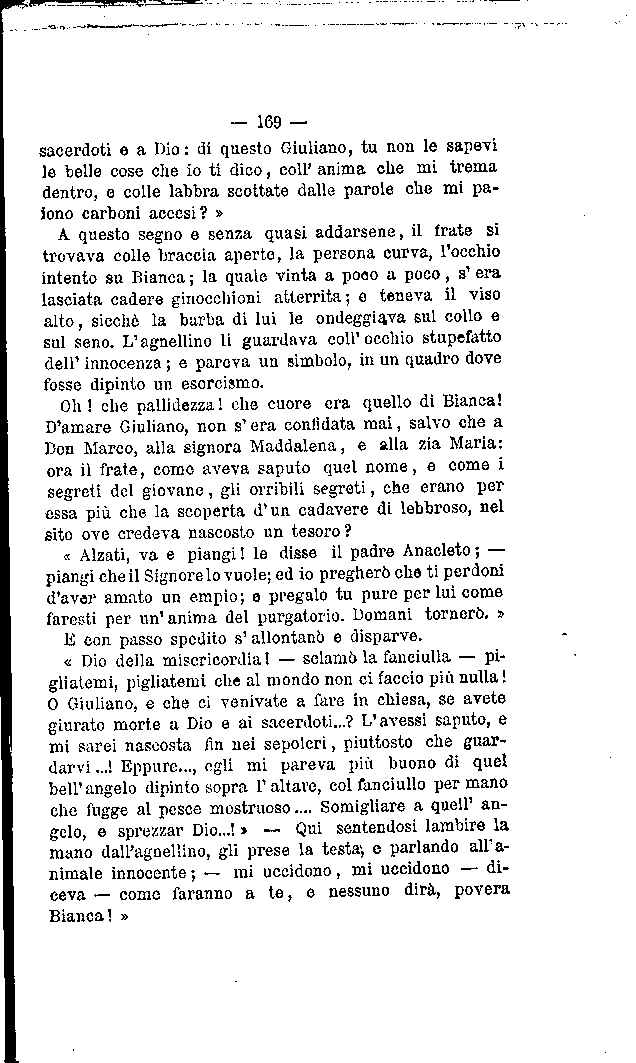 — 169 —
sacerdoti e a Dio: di questo Giuliano, tu non le sapevi
le belle cose che io ti dico, coll' anima che mi trema
dentro, e colle labbra scottate dalle parole che mi pa-
iono carboni accesi? »
A questo segno e senza quasi addarsene, il frate si
trovava colle braccia aperte, la persona curva, l'occhio
intento su Bianca; la quale vinta a poco a poco, s' era
lasciata cadere ginocchioni atterrita; e teneva il viso
alto, sicchè la barba di lui le ondeggiava sul collo e
sul seno. L'agnellino li guardava coll' occhio stupefatto
dell' innocenza; e pareva un simbolo, in un quadro dove
fosse dipinto un esorcismo.
Oh! che pallidezza! che cuore era quello di Bianca!
D'amare Giuliano, non s' era confidata mai, salvo che a
Don Marco, alla signora Maddalena, e alla zia Maria:
ora il frate, come aveva saputo quel nome, e come i
segreti del giovane, gli orribili segreti, che erano per
essa più che la scoperta d' un cadavere di lebbroso, nel
sito ove credeva nascosto un tesoro?
« Alzati, va e piangi! le disse il padre Anacleto; —
piangi che il Signore lo vuole; ed io pregherò che ti perdoni
d'aver amato un empio; e pregalo tu pure per lui come
faresti per un' anima del purgatorio. Domani tornerò. »
E con passo spedito s' allontanò e disparve.
« Dio della misericordia! — sclamò la fanciulla — pi-
gliatemi, pigliatemi che al mondo non ci faccio più nulla!
O Giuliano, e che ci venivate a fare in chiesa, se avete
giurato morte a Dio e ai sacerdoti...? L' avessi saputo, e
mi sarei nascosta fin nei sepolcri, piuttosto che guar-
darvi ...! Eppure..., egli mi pareva più buono di quel
bell' angelo dipinto sopra l' altare, col fanciullo per mano
che fugge al pesce mostruoso .... Somigliare a quell' an-
gelo, e sprezzar Dio...! » — Qui sentendosi lambire la
mano dall'agnellino, gli prese la testa; e parlando all' a-
nimale innocente; — mi uccidono, mi uccidono — di-
ceva — come faranno a te, e nessuno dirà, povera
Bianca! »